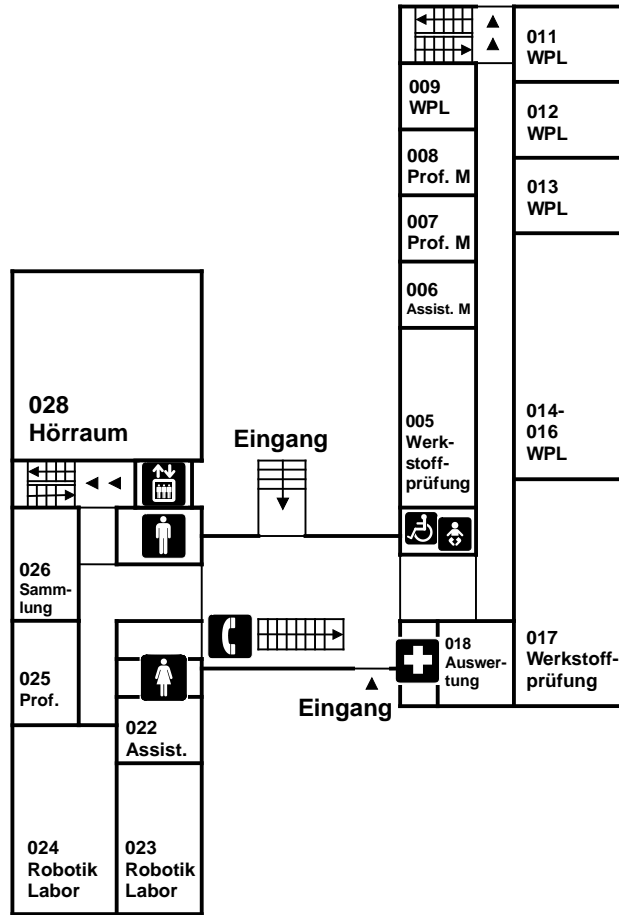 011
WPL
009
WPL
012
WPL
008
Prof. M
013
WPL
007
Prof. M
006
Assist. M
028
Hörraum
Eingang
005
Werk-
stoff-
prüfung
014-
016
WPL
026
Samm-
lung
025
Prof.
018
Auswer-
tung
017
Werkstoff-
prüfung
Eingang
022
Assist.
024
Robotik
Labor
023
Robotik
Labor